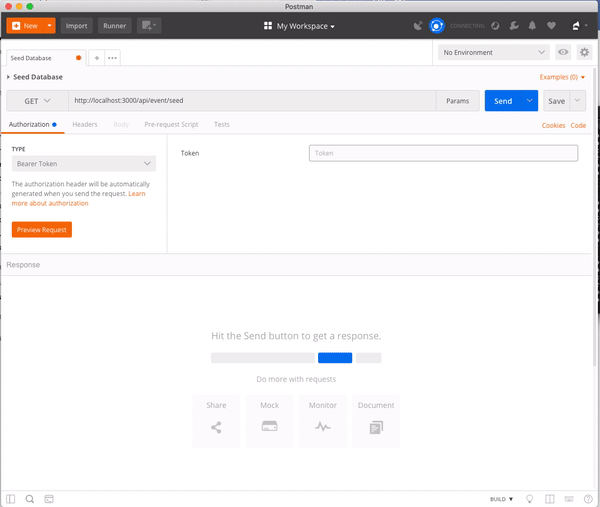 Postman
New
Import
Runner
My Workspace
CONNECTING
Seed Database
No Environment
Seed Database
Examples (0)
GET
http://localhost:3000/api/event/seed
Params
Send
Save
Authorization
Headers
Body
Pre-request Script
Tests
Cookies
Code
TYPE
Bearer Token
The authorization header will be automatically
generated when you send the request. Learn
more about authorization
Preview Request
Token
Token
Response
Hit the Send button to get a response.
Do more with requests
Share
Mock
Monitor
Document
BUILD